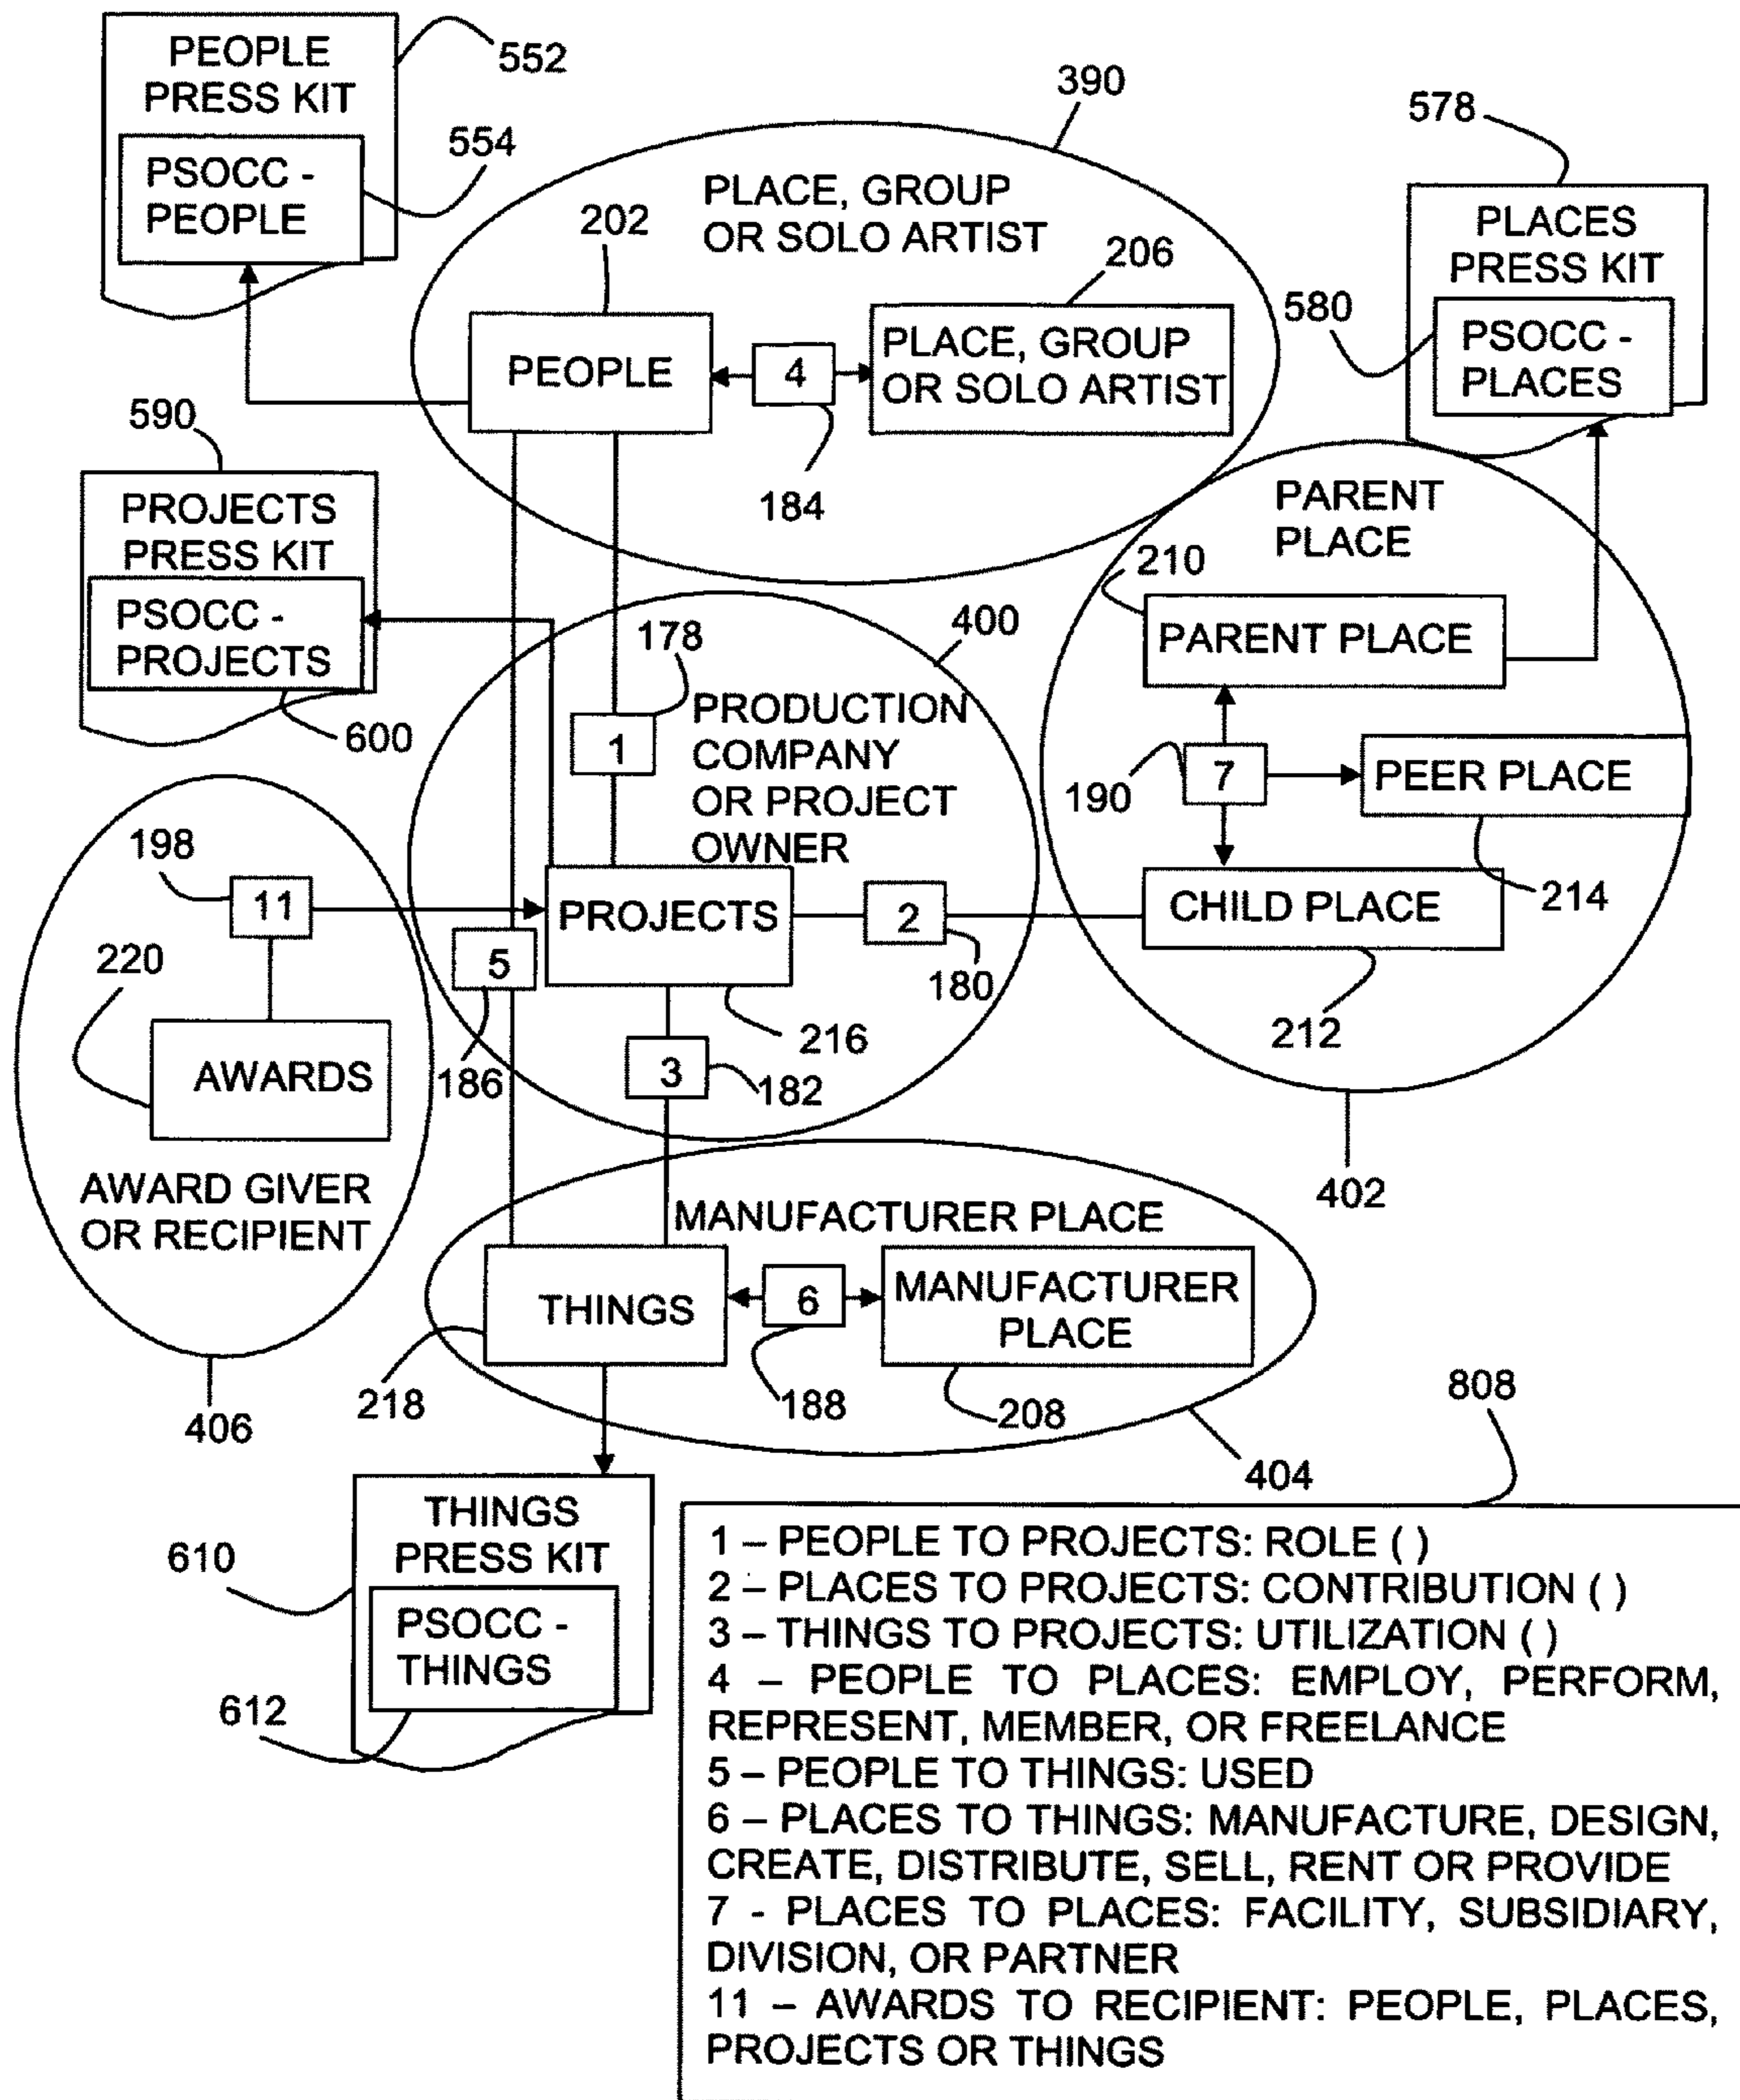 PEOPLE
PRESS KIT
552
PSOCC -
PEOPLE
554
390
PLACE, GROUP
OR SOLO ARTIST
202
206
PEOPLE
4
PLACE, GROUP
OR SOLO ARTIST
184
578
PLACES
PRESS KIT
580
PSOCC -
PLACES
590
PROJECTS
PRESS KIT
PSOCC -
PROJECTS
600
PARENT
PLACE
210
PARENT PLACE
190
7
PEER PLACE
214
CHILD PLACE
212
402
400
178
1
PRODUCTION
COMPANY
OR PROJECT
OWNER
PROJECTS
2
180
216
5
186
3
182
198
11
220
AWARDS
AWARD GIVER
OR RECIPIENT
406
MANUFACTURER PLACE
THINGS
6
MANUFACTURER
PLACE
218
188
208
404
THINGS
PRESS KIT
610
PSOCC -
THINGS
612
808
1 – PEOPLE TO PROJECTS: ROLE ( )
2 – PLACES TO PROJECTS: CONTRIBUTION ( )
3 – THINGS TO PROJECTS: UTILIZATION ( )
4 – PEOPLE TO PLACES: EMPLOY, PERFORM,
REPRESENT, MEMBER, OR FREELANCE
5 – PEOPLE TO THINGS: USED
6 – PLACES TO THINGS: MANUFACTURE, DESIGN,
CREATE, DISTRIBUTE, SELL, RENT OR PROVIDE
7 - PLACES TO PLACES: FACILITY, SUBSIDIARY,
DIVISION, OR PARTNER
11 – AWARDS TO RECIPIENT: PEOPLE, PLACES,
PROJECTS OR THINGS